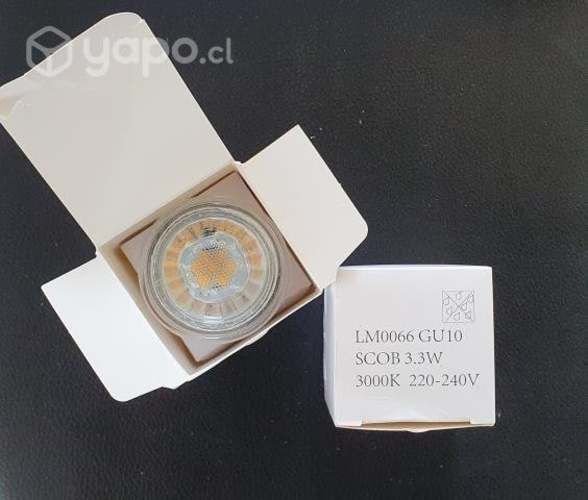 yapo.cl
LM0066 GU10
SCOB 3.3W
3000K 220-240V